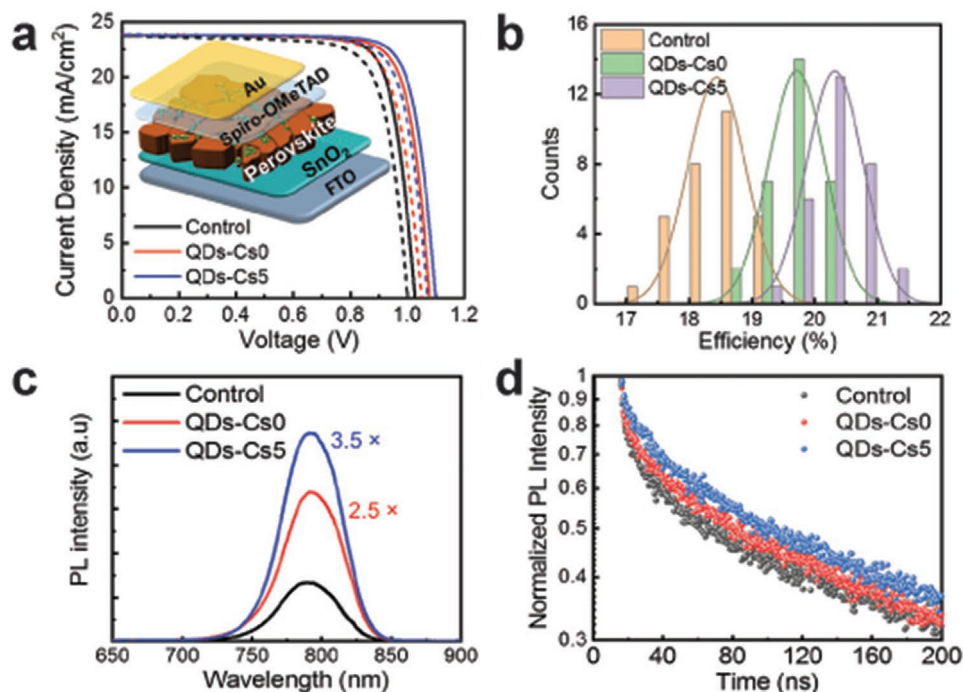 a
Current Density (mA/cm²)
25
20
15
10
5
0
0.0 0.2 0.4 0.6 0.8 1.0 1.2
Voltage (V)
Au
Spiro-OMeTAD
Perovskite
SnO₂
FTO
Control
QDs-Cs0
QDs-Cs5
b
Counts
16
12
8
4
0
17 18 19 20 21 22
Efficiency (%)
Control
QDs-Cs0
QDs-Cs5
c
PL intensity (a.u)
650 700 750 800 850 900
Wavelength (nm)
Control
QDs-Cs0
QDs-Cs5
3.5 ×
2.5 ×
d
Normalized PL Intensity
1
0.9
0.8
0.7
0.6
0.5
0.4
0.3
0 40 80 120 160 200
Time (ns)
Control
QDs-Cs0
QDs-Cs5